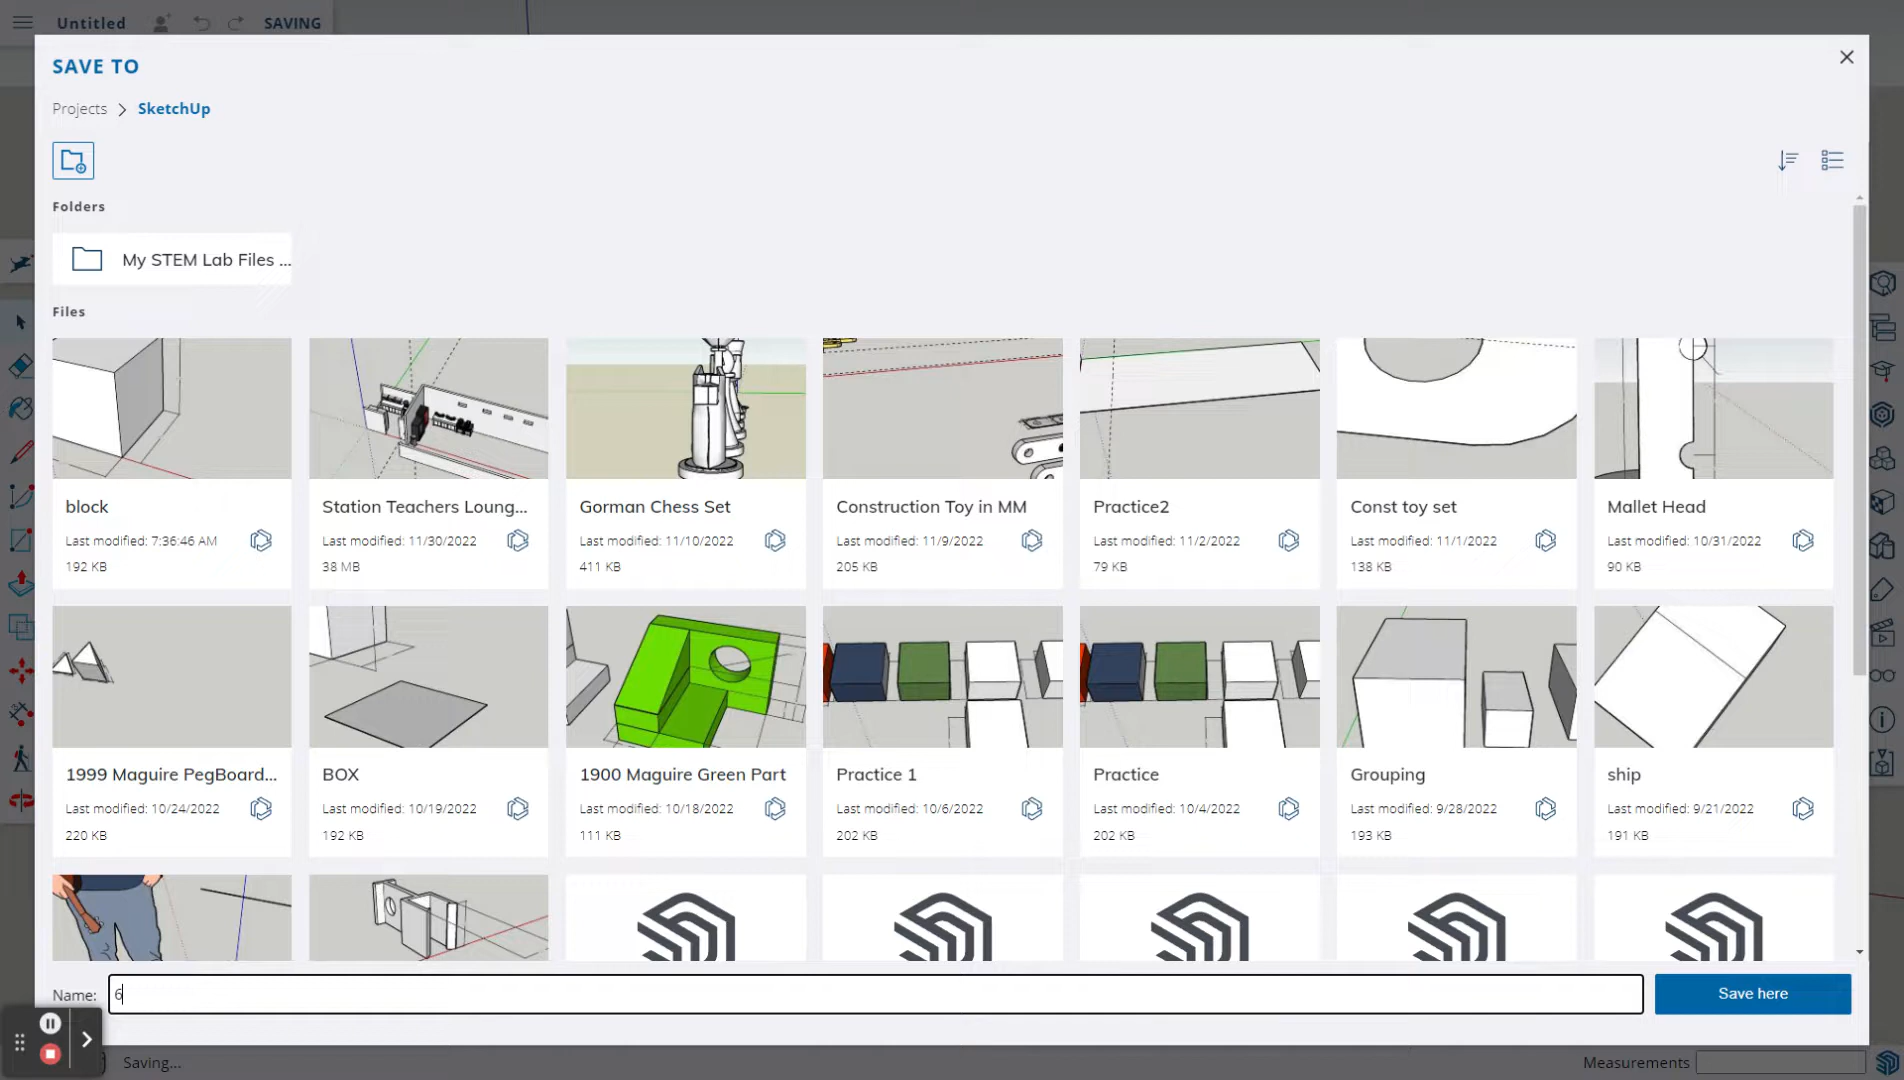 Untitled
SAVING
SAVE TO
Projects
SketchUp
Folders
My STEM Lab Files ...
Files
block
Last modified: 7:36:46 AM
192 KB
Station Teachers Loung...
Last modified: 11/30/2022
38 MB
Gorman Chess Set
Last modified: 11/10/2022
411 KB
Construction Toy in MM
Last modified: 11/9/2022
205 KB
Practice2
Last modified: 11/2/2022
79 KB
Const toy set
Last modified: 11/1/2022
138 KB
Mallet Head
Last modified: 10/31/2022
90 KB
1999 Maguire PegBoard...
Last modified: 10/24/2022
220 KB
BOX
Last modified: 10/19/2022
192 KB
1900 Maguire Green Part
Last modified: 10/18/2022
111 KB
Practice 1
Last modified: 10/6/2022
202 KB
Practice
Last modified: 10/4/2022
202 KB
Grouping
Last modified: 9/28/2022
193 KB
ship
Last modified: 9/21/2022
191 KB
Name:
6
Save here
Saving...
Measurements